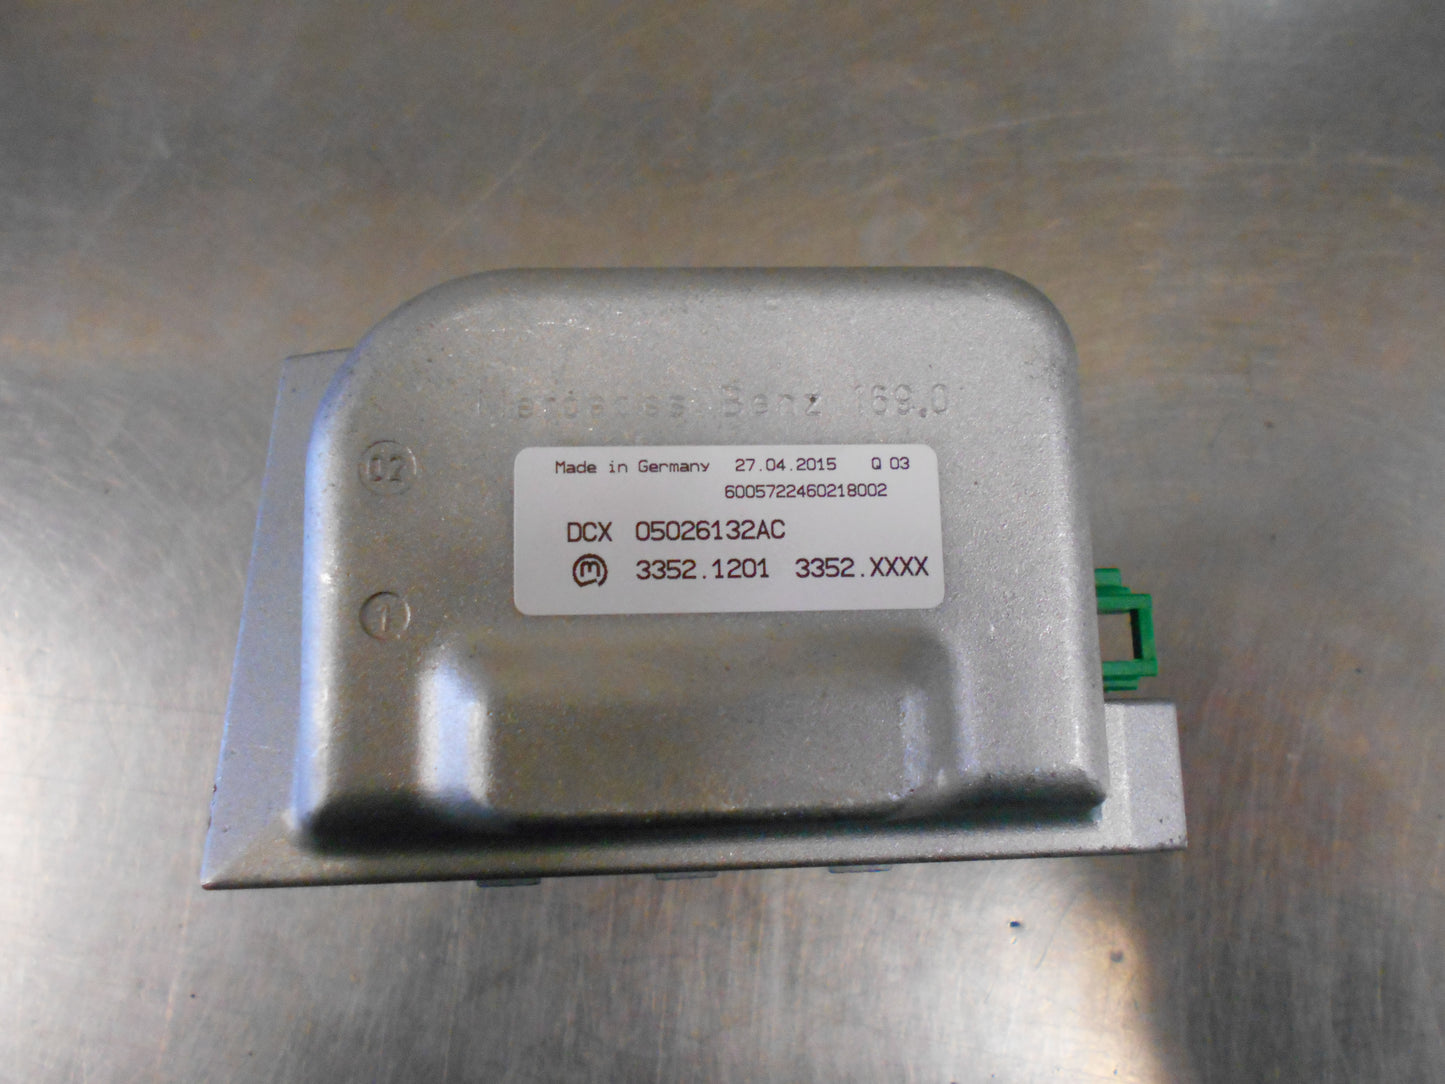 Mercedes Benz 169.0
02
Made in Germany 27.04.2015 Q 03
6005722460218002
DCX 05026132AC
m 3352.1201 3352.XXXX
1